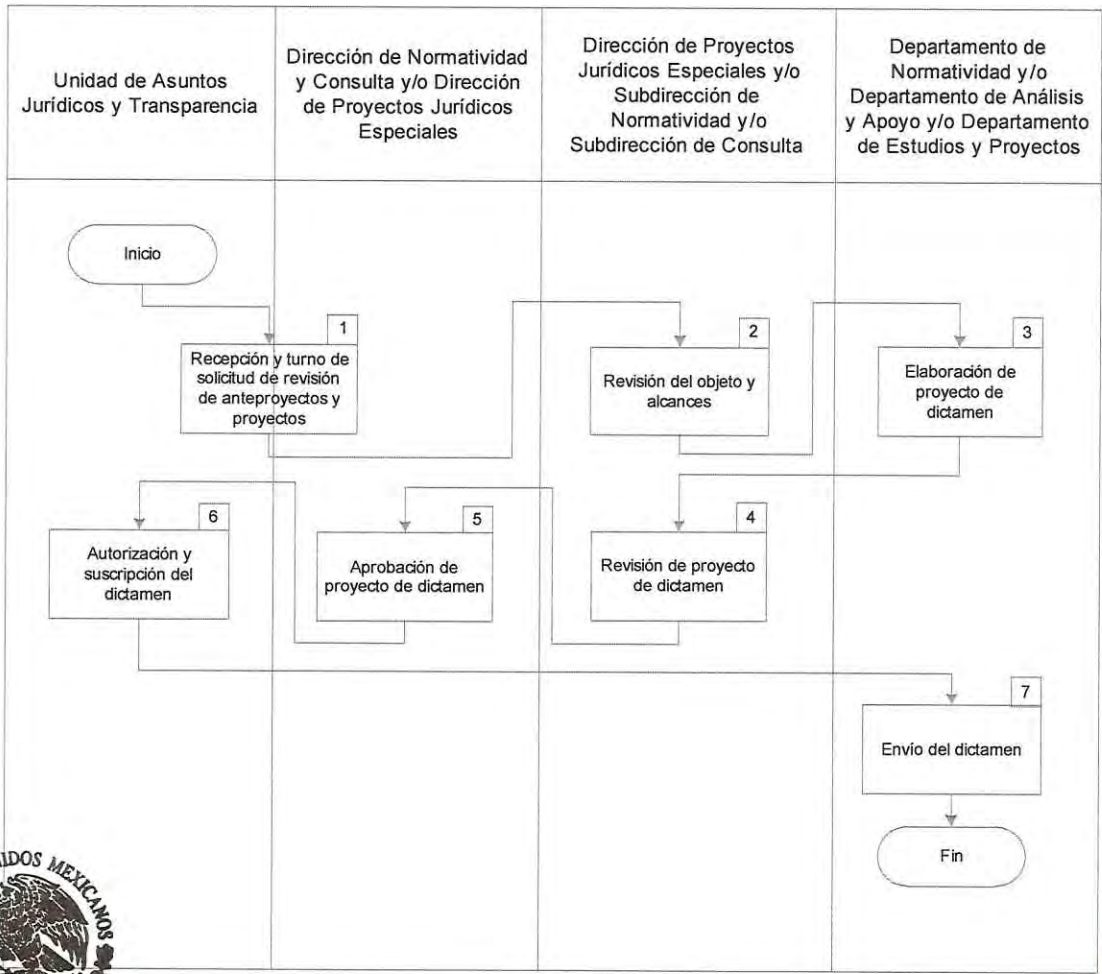 Unidad de Asuntos
Jurídicos y Transparencia
Dirección de Normatividad
y Consulta y/o Dirección
de Proyectos Jurídicos
Especiales
Dirección de Proyectos
Jurídicos Especiales y/o
Subdirección de
Normatividad y/o
Subdirección de Consulta
Departamento de
Normatividad y/o
Departamento de Análisis
y Apoyo y/o Departamento
de Estudios y Proyectos
Inicio
1
Recepción y turno de
solicitud de revisión
de anteproyectos y
proyectos
2
Revisión del objeto y
alcances
3
Elaboración de
proyecto de
dictamen
6
Autorización y
suscripción del
dictamen
5
Aprobación de
proyecto de dictamen
4
Revisión de proyecto
de dictamen
7
Envío del dictamen
Fin
MEXICANOS